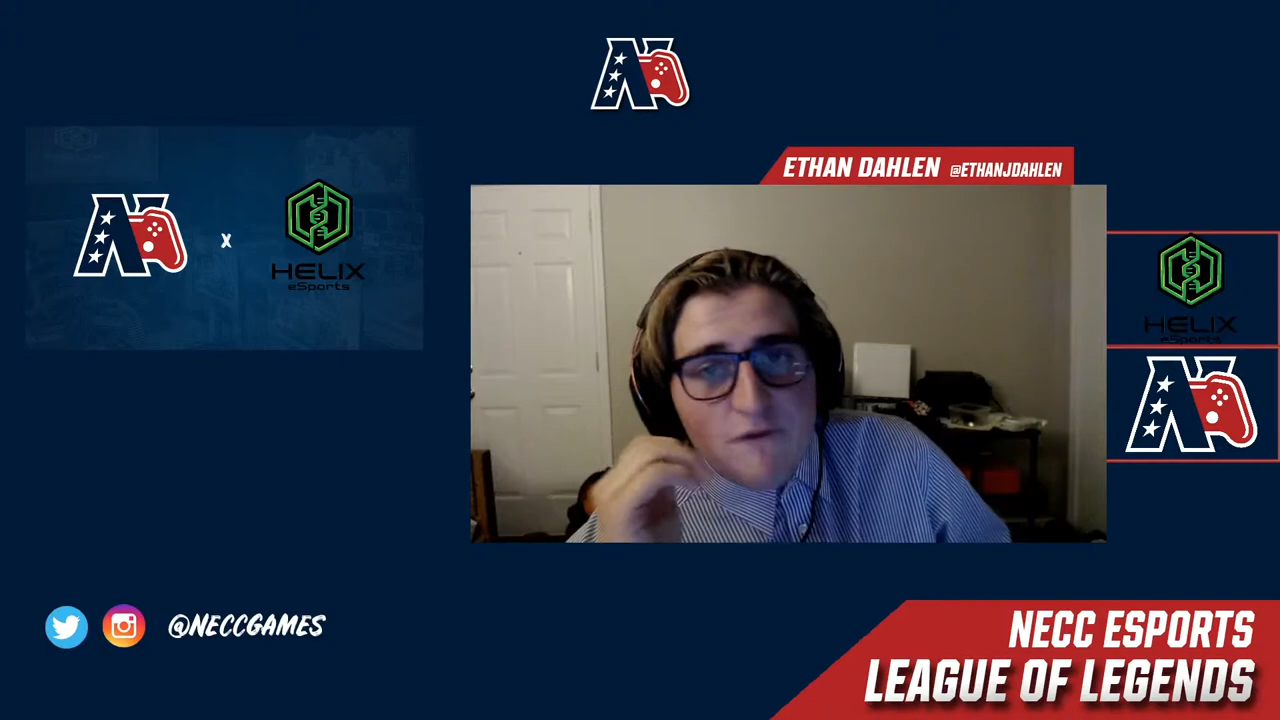 ETHAN DAHLEN @ETHANJDAHLEN
X
HELIX
eSports
HELIX
eSports
@NECCGAMES
NECC ESPORTS
LEAGUE OF LEGENDS